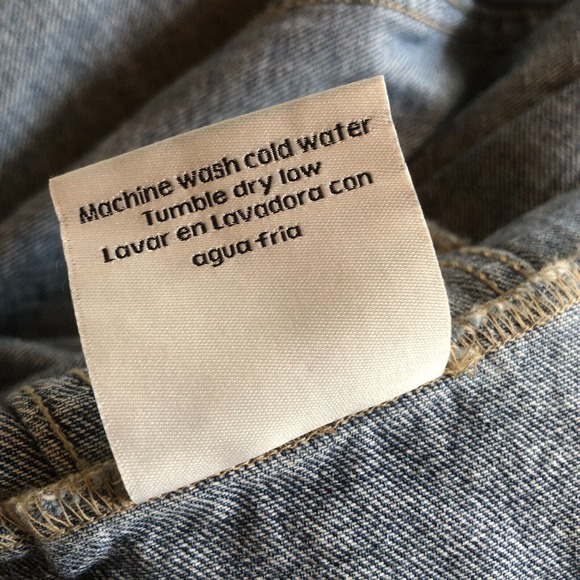 Machine wash cold water
Tumble dry low
Lavar en Lavadora con
agua fria